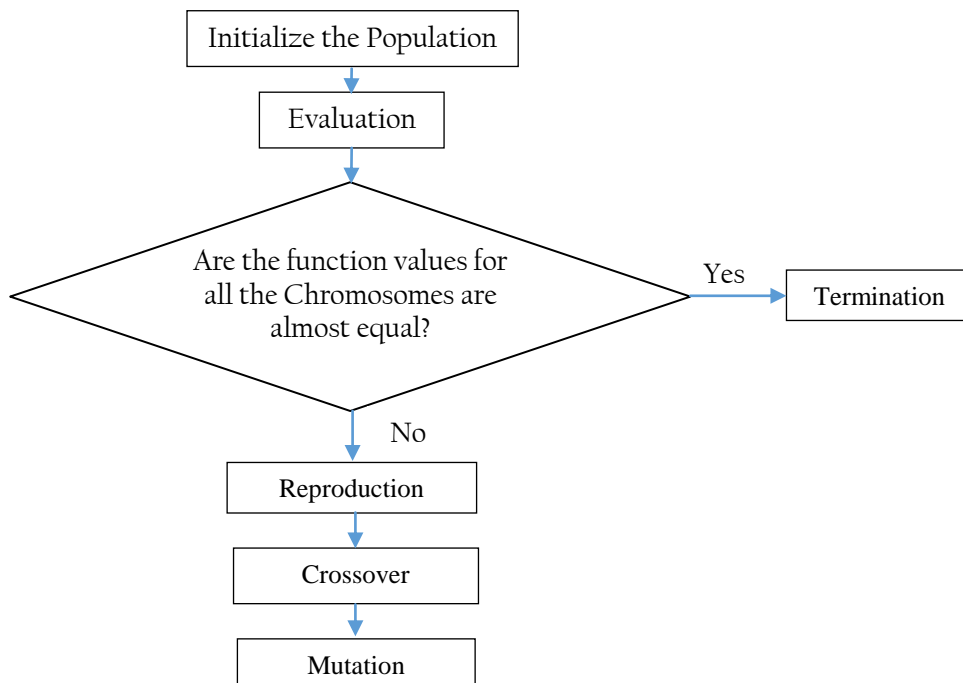 Initialize the Population
Evaluation
Are the function values for
all the Chromosomes are
almost equal?
Yes
Termination
No
Reproduction
Crossover
Mutation